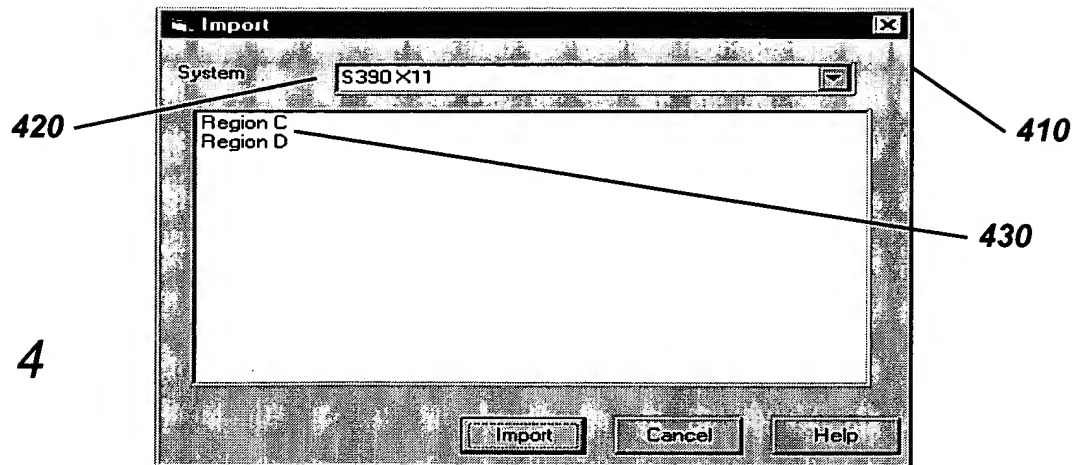 Import
System
S390 X11
420
Region C
Region D
410
430
4
Import Cancel Help